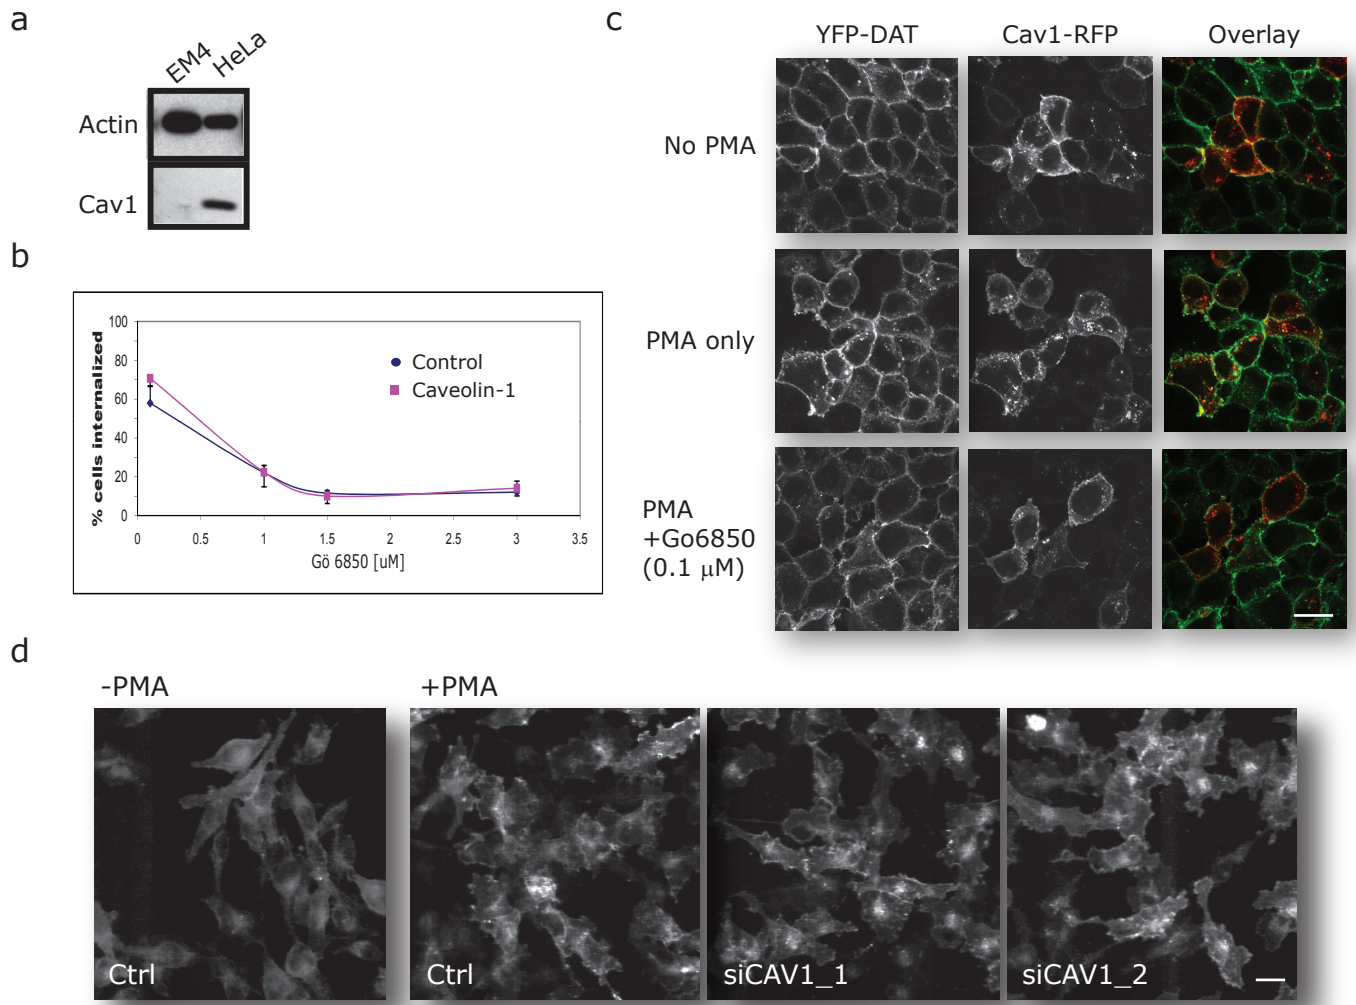 a
EM4 HeLa
Actin
Cav1
b
100
80
60
40
20
0
% cells internalized
Control
Caveolin-1
0 0.5 1 1.5 2 2.5 3 3.5
Gö 6850 [uM]
c
YFP-DAT Cav1-RFP Overlay
No PMA
PMA only
PMA
+Go6850
(0.1 μM)
d
-PMA +PMA
Ctrl Ctrl siCAV1_1 siCAV1_2